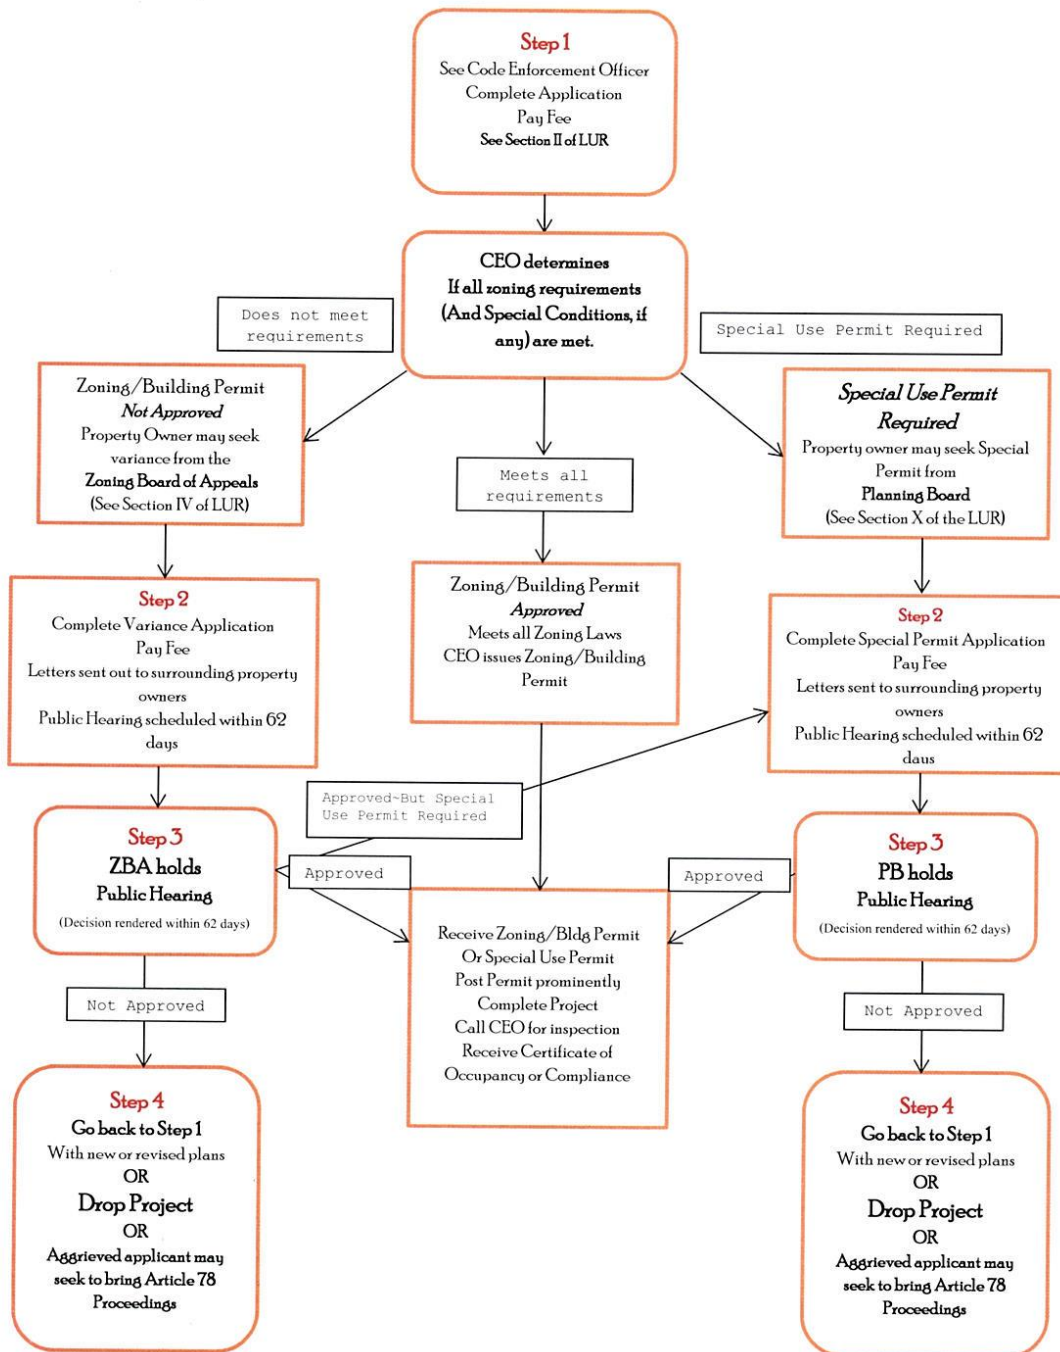 Step 1
See Code Enforcement Officer
Complete Application
Pay Fee
See Section II of LUR
CEO determines
If all zoning requirements
(And Special Conditions, if
any) are met.
Does not meet
requirements
Special Use Permit Required
Zoning/Building Permit
Not Approved
Property Owner may seek
variance from the
Zoning Board of Appeals
(See Section IV of LUR)
Meets all
requirements
Special Use Permit
Required
Property owner may seek Special
Permit from
Planning Board
(See Section X of the LUR)
Step 2
Complete Variance Application
Pay Fee
Letters sent out to surrounding property
owners
Public Hearing scheduled within 62
days
Zoning/Building Permit
Approved
Meets all Zoning Laws
CEO issues Zoning/Building
Permit
Step 2
Complete Special Permit Application
Pay Fee
Letters sent to surrounding property
owners
Public Hearing scheduled within 62
daus
Approved~But Special
Use Permit Required
Step 3
ZBA holds
Public Hearing
(Decision rendered within 62 days)
Approved
Approved
Step 3
PB holds
Public Hearing
(Decision rendered within 62 days)
Receive Zoning/Bldg Permit
Or Special Use Permit
Post Permit prominently
Complete Project
Call CEO for inspection
Receive Certificate of
Occupancy or Compliance
Not Approved
Not Approved
Step 4
Go back to Step 1
With new or revised plans
OR
Drop Project
OR
Aggrieved applicant may
seek to bring Article 78
Proceedings
Step 4
Go back to Step 1
With new or revised plans
OR
Drop Project
OR
Aggrieved applicant may
seek to bring Article 78
Proceedings